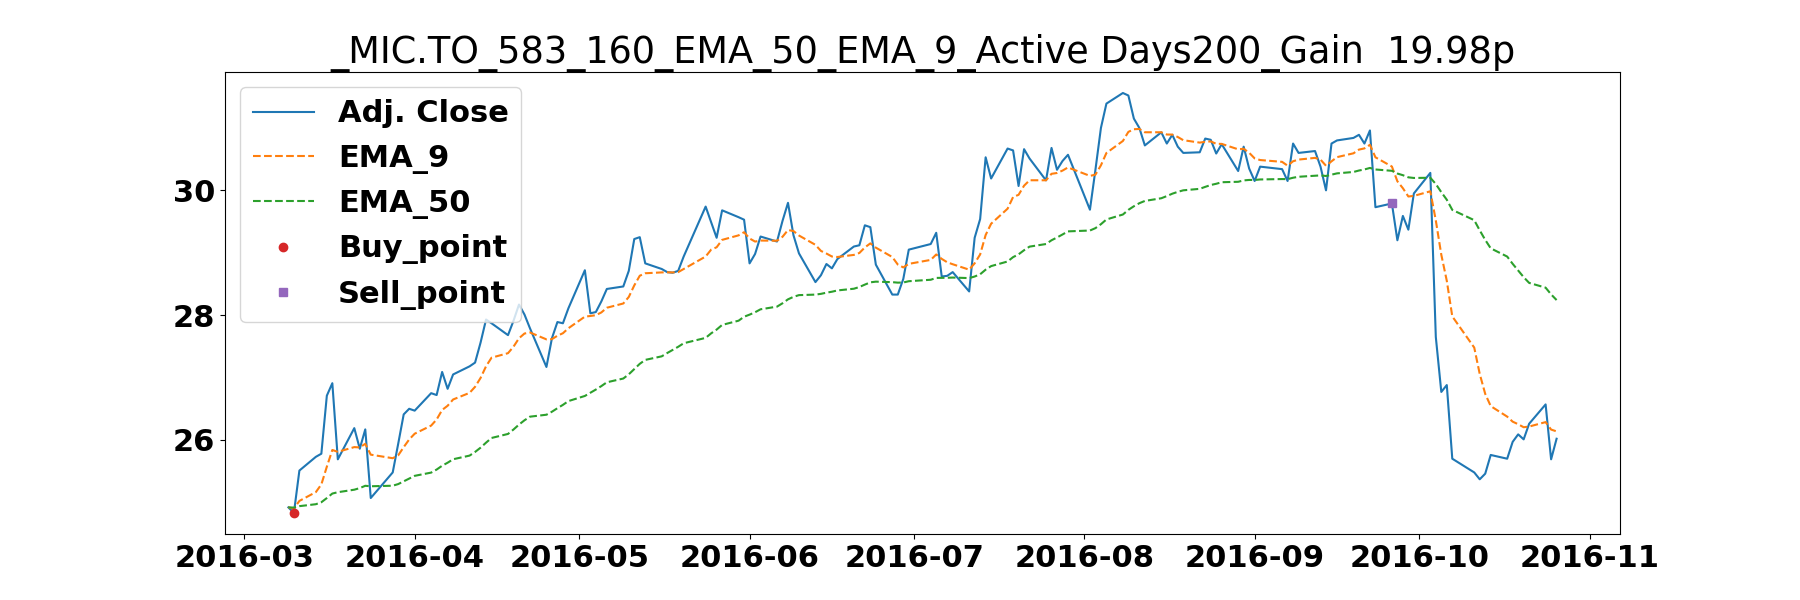 _MIC.TO_583_160_EMA_50_EMA_9_Active Days200_Gain  19.98p
Adj. Close
EMA_9
EMA_50
Buy_point
Sell_point
30
28
26
2016-03 2016-04 2016-05 2016-06 2016-07 2016-08 2016-09 2016-10 2016-11